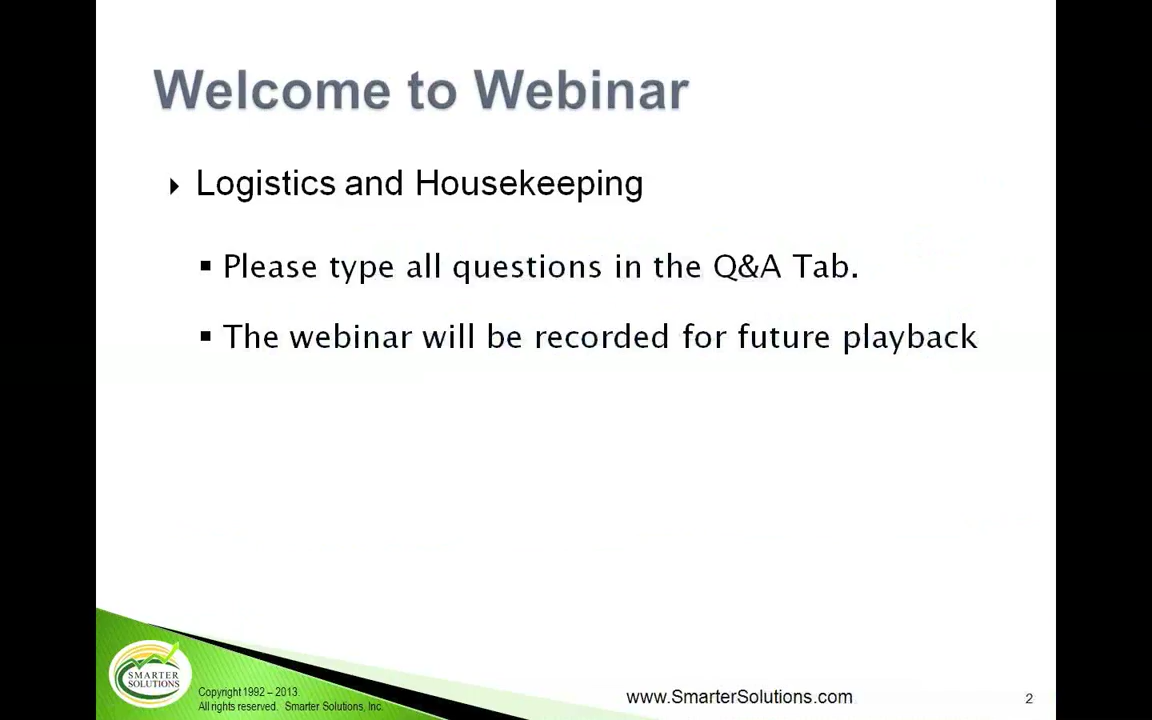 Welcome to Webinar
Logistics and Housekeeping
Please type all questions in the Q&A Tab.
The webinar will be recorded for future playback
SMARTER
SOLUTIONS
Copyright 1992 – 2013
All rights reserved. Smarter Solutions, Inc.
www.SmarterSolutions.com
2